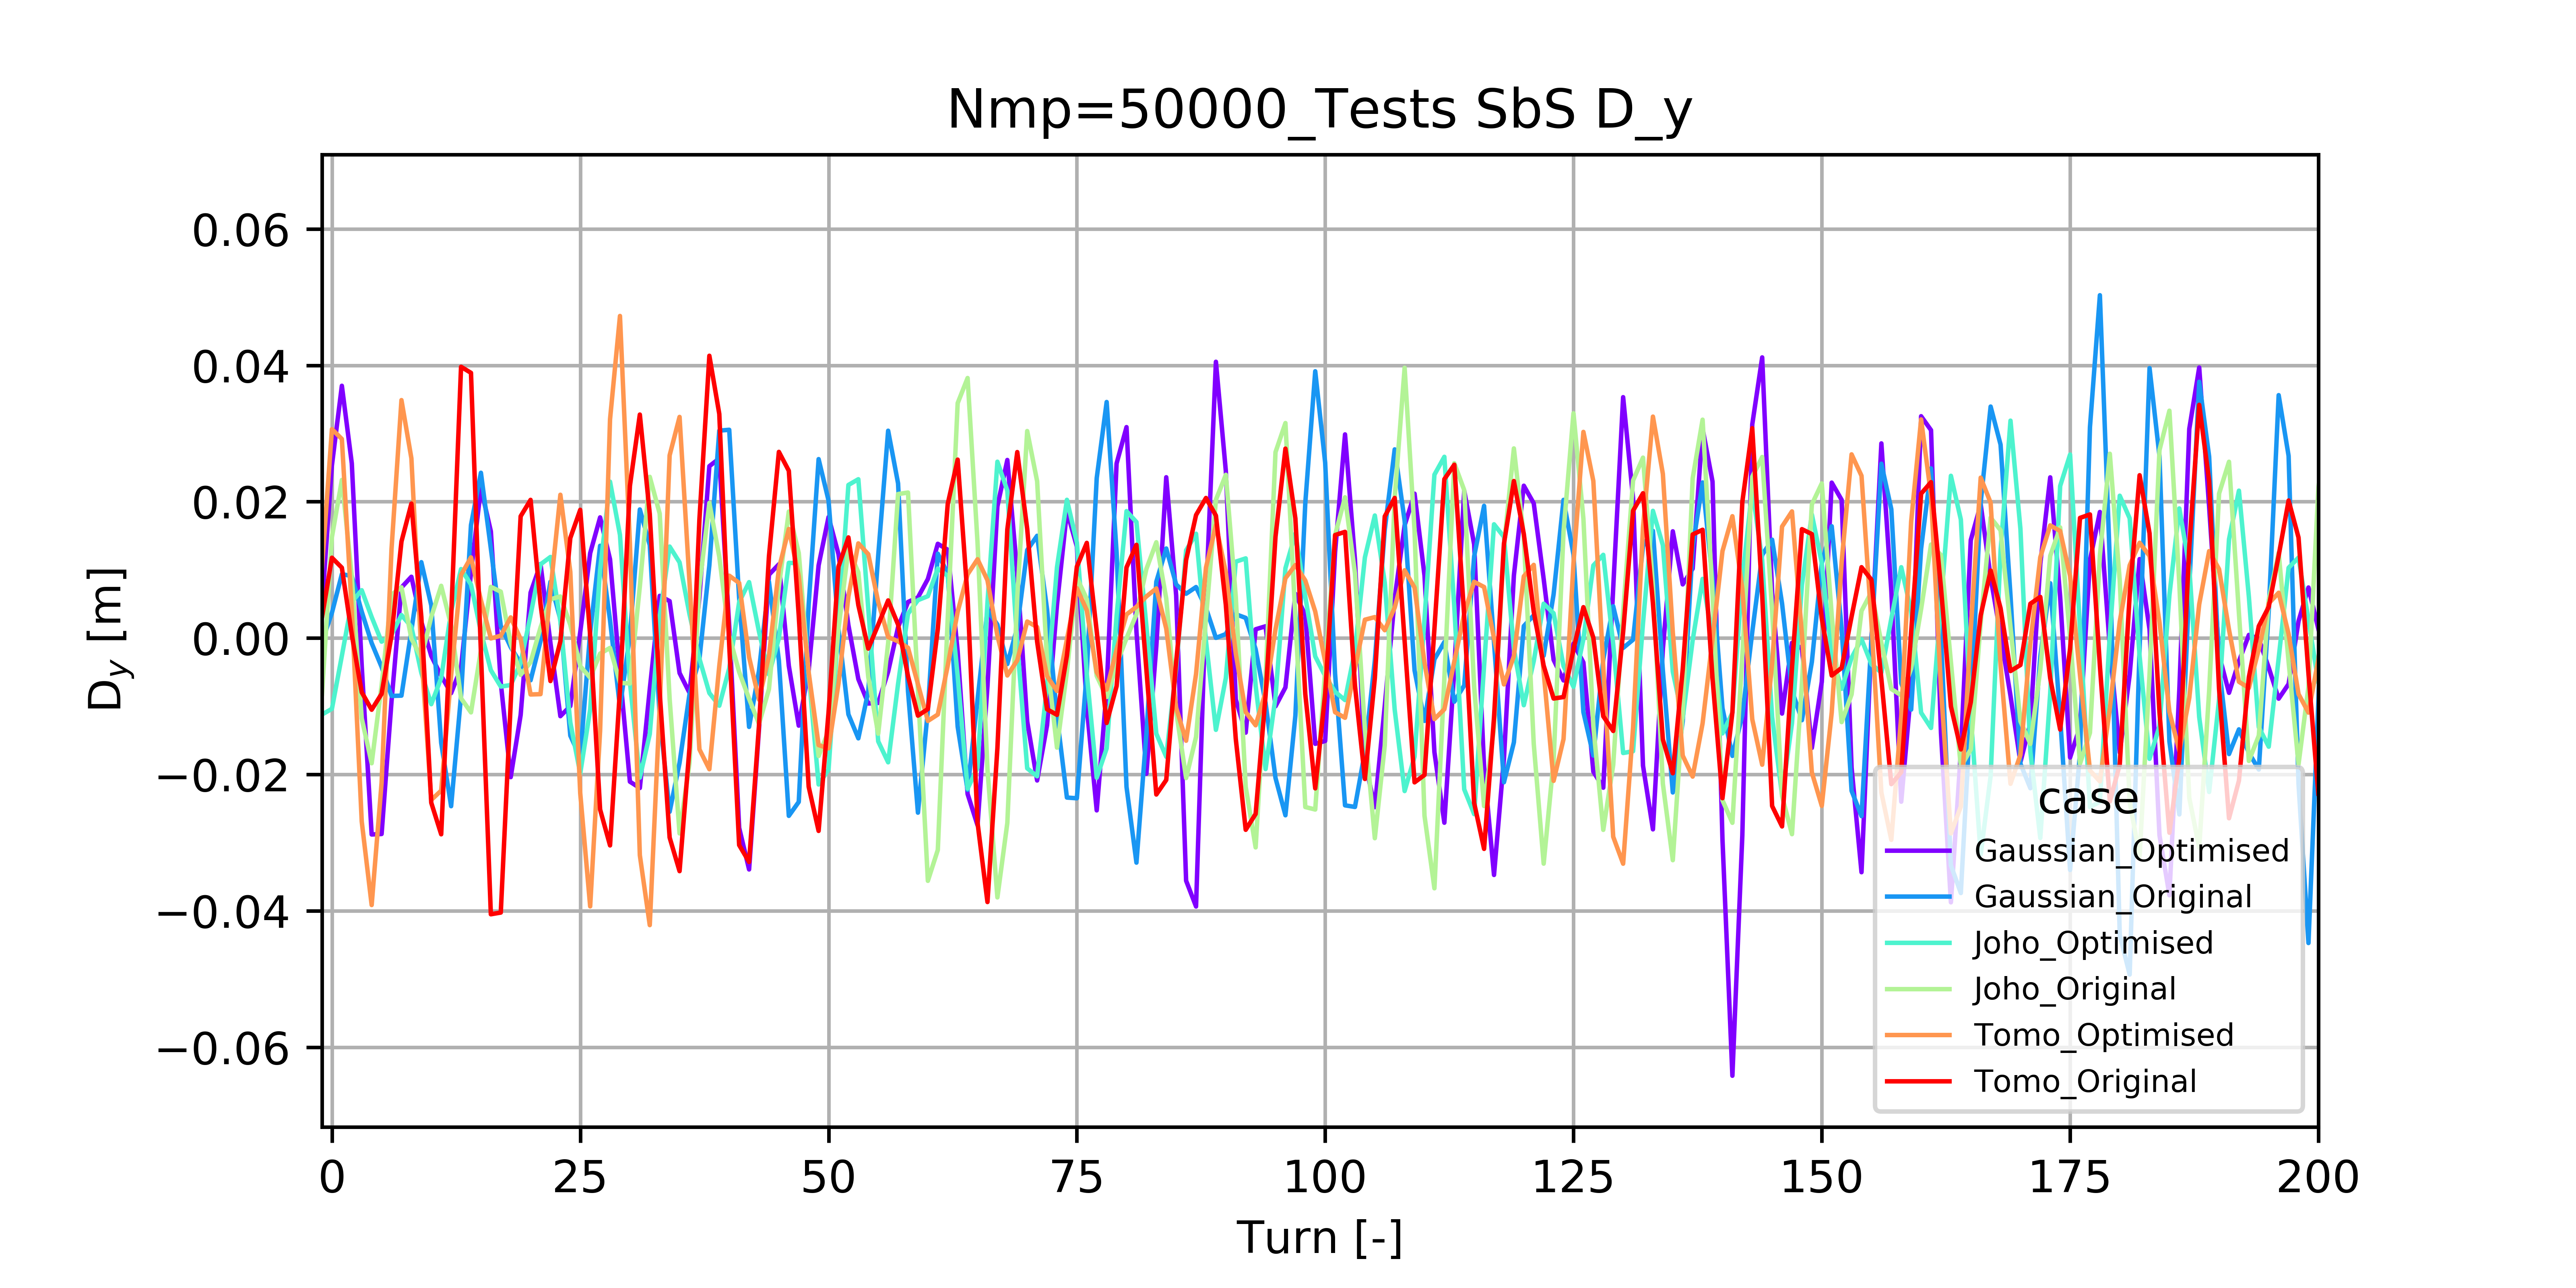 Nmp=50000_Tests SbS D_y
D_y [m]
0.06
0.04
0.02
0.00
−0.02
−0.04
−0.06
case
Gaussian_Optimised
Gaussian_Original
Joho_Optimised
Joho_Original
Tomo_Optimised
Tomo_Original
0 25 50 75 100 125 150 175 200
Turn [-]